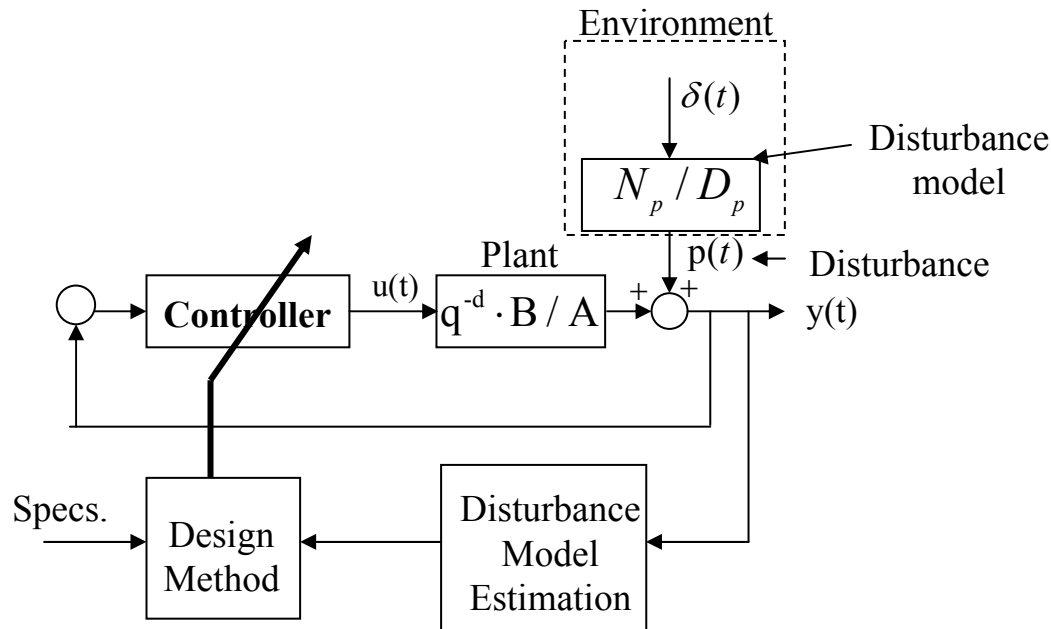 Environment
δ(t)
Disturbance
model
N_p / D_p
Plant
p(t)
Disturbance
Controller
u(t)
q^{-d} · B / A
+
+
y(t)
Specs.
Design
Method
Disturbance
Model
Estimation